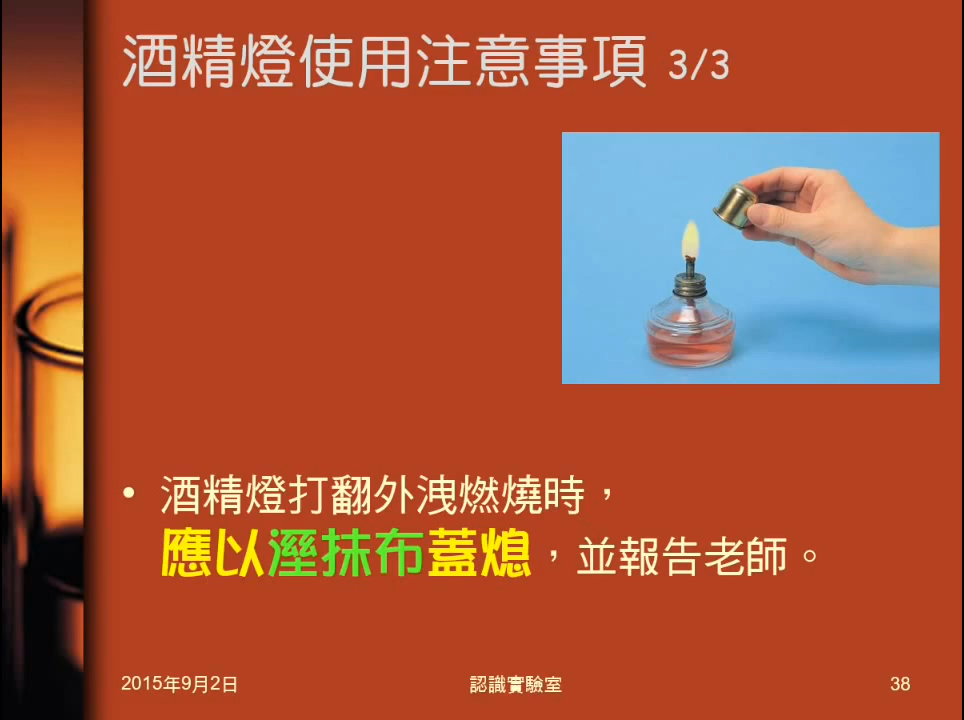 酒精燈使用注意事項 3/3
• 酒精燈打翻外洩燃燒時，
應以溼抹布蓋熄，並報告老師。
2015年9月2日 認識實驗室 38